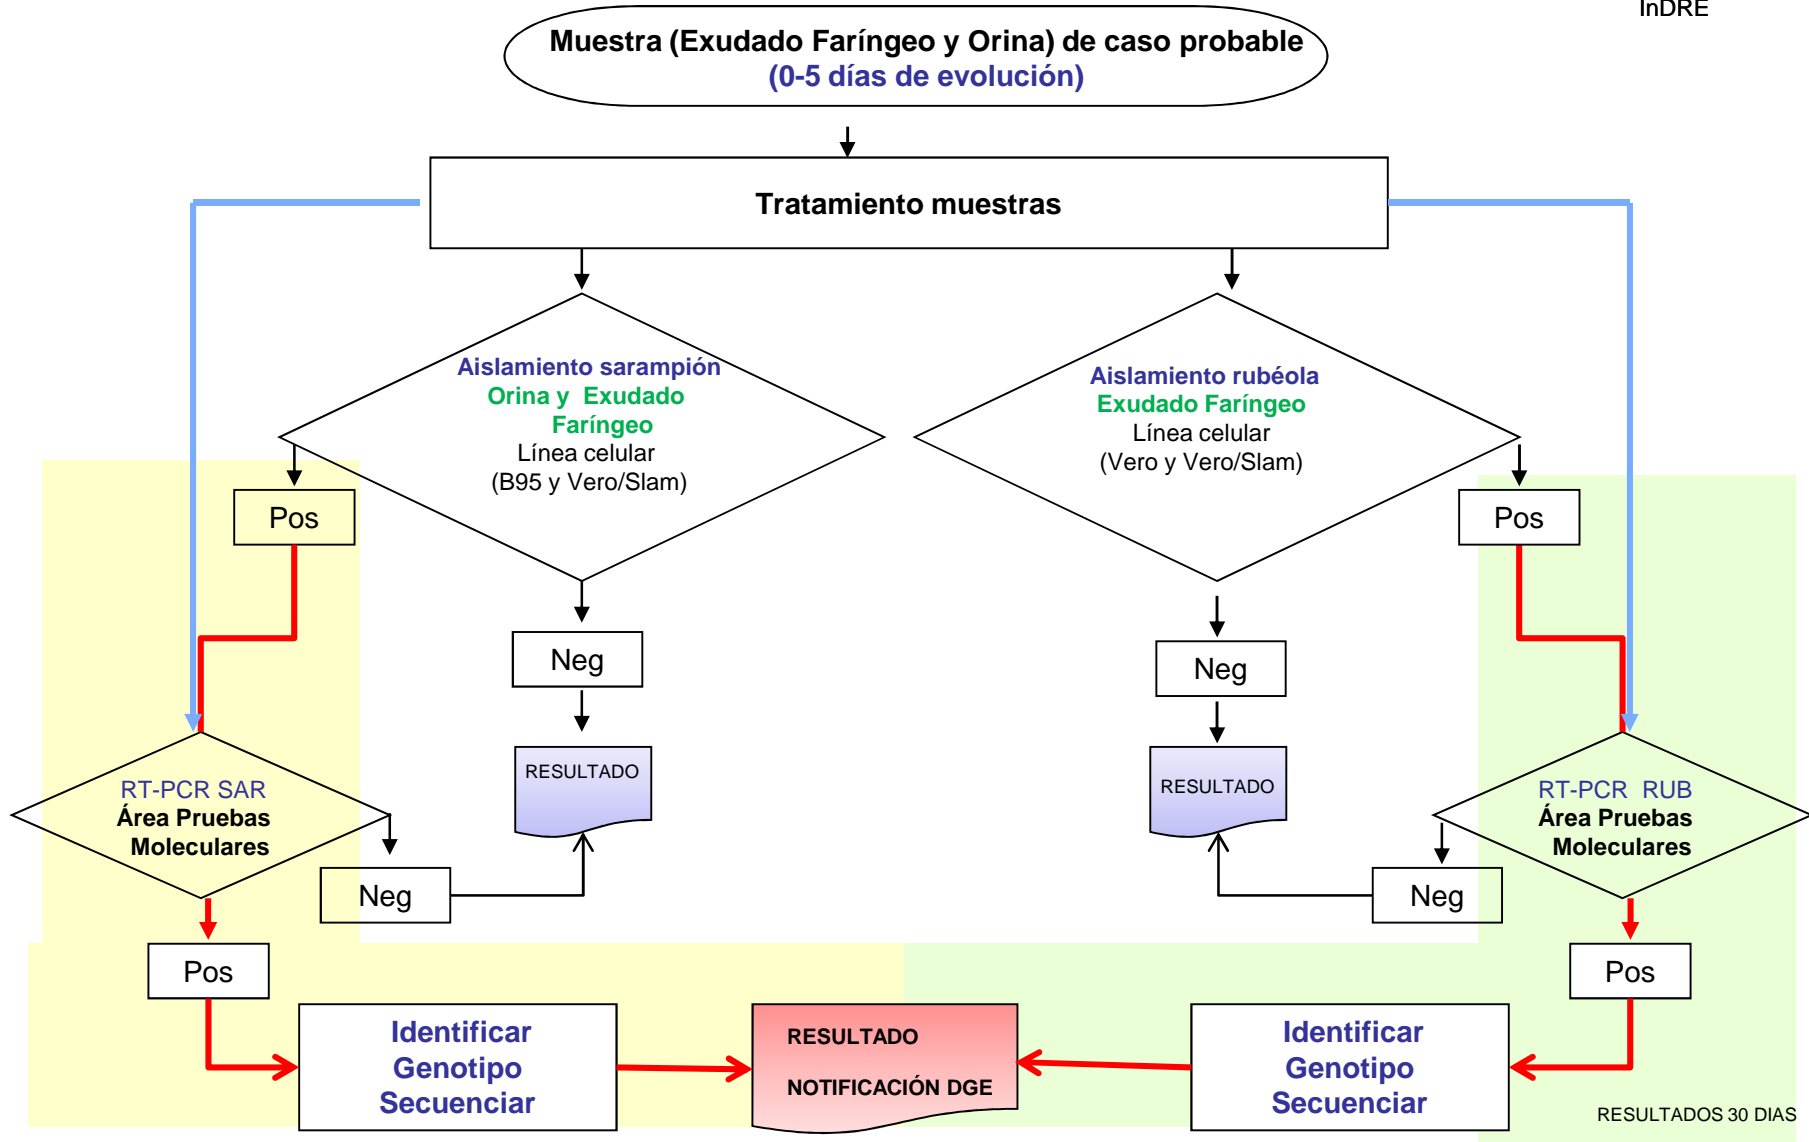 InDRE
Muestra (Exudado Faríngeo y Orina) de caso probable
(0-5 días de evolución)
Tratamiento muestras
Aislamiento sarampión
Orina y Exudado
Faríngeo
Línea celular
(B95 y Vero/Slam)
Aislamiento rubéola
Exudado Faríngeo
Línea celular
(Vero y Vero/Slam)
Pos
Pos
Neg
Neg
RESULTADO
RESULTADO
RT-PCR SAR
Área Pruebas
Moleculares
RT-PCR RUB
Área Pruebas
Moleculares
Neg
Neg
Pos
Pos
Identificar
Genotipo
Secuenciar
RESULTADO
NOTIFICACIÓN DGE
Identificar
Genotipo
Secuenciar
RESULTADOS 30 DIAS